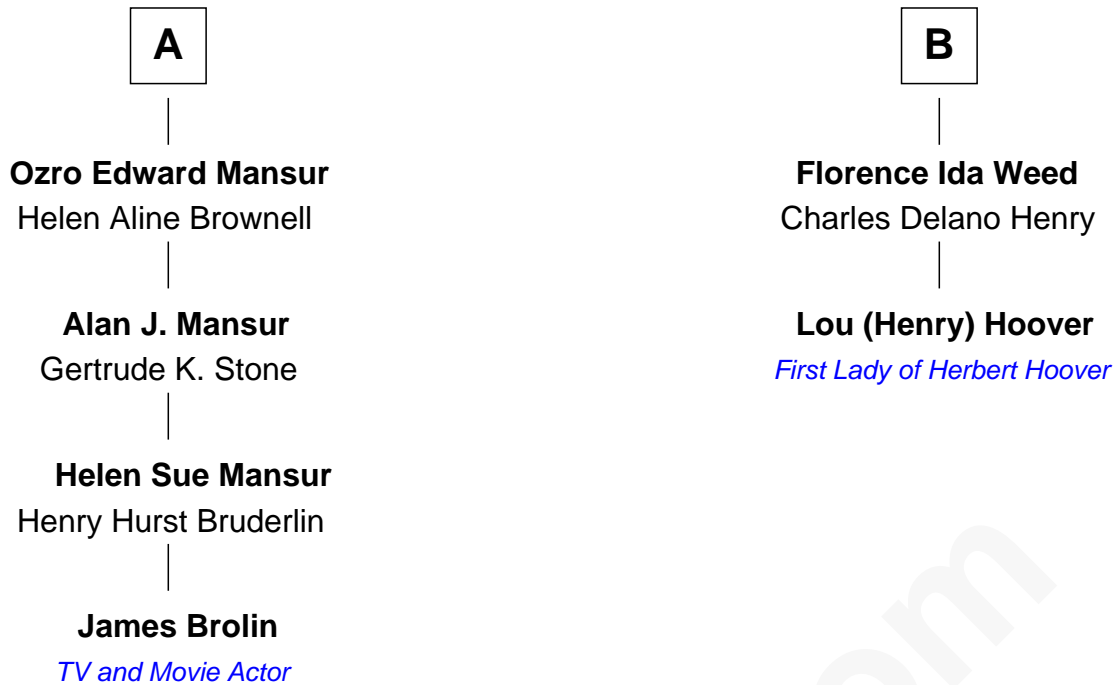 A
Ozro Edward Mansur
Helen Aline Brownell
Alan J. Mansur
Gertrude K. Stone
Helen Sue Mansur
Henry Hurst Bruderlin
James Brolin
TV and Movie Actor
B
Florence Ida Weed
Charles Delano Henry
Lou (Henry) Hoover
First Lady of Herbert Hoover
om